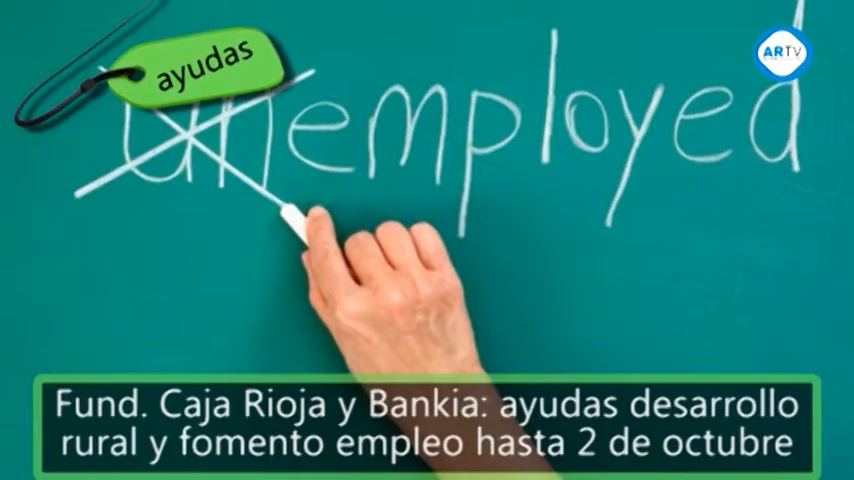 ayudas
ARTV
unemployed
Fund. Caja Rioja y Bankia: ayudas desarrollo
rural y fomento empleo hasta 2 de octubre